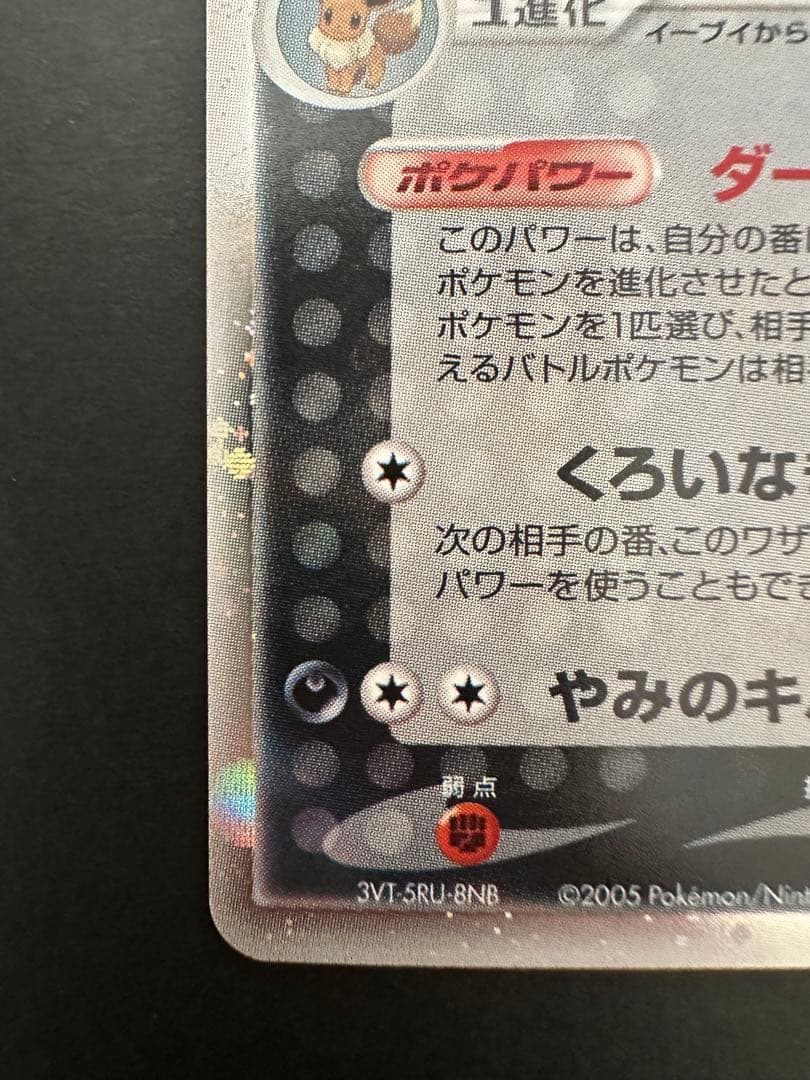 1進化
イーブイから
ポケパワー ダー
このパワーは、自分の番
ポケモンを進化させたと
ポケモンを1匹選び、相手
えるバトルポケモンは相
くろいな
次の相手の番、このワザ
パワーを使うこともでき
やみのキ
弱点
3VT-5RU-8NB ©2005 Pokémon/Nint